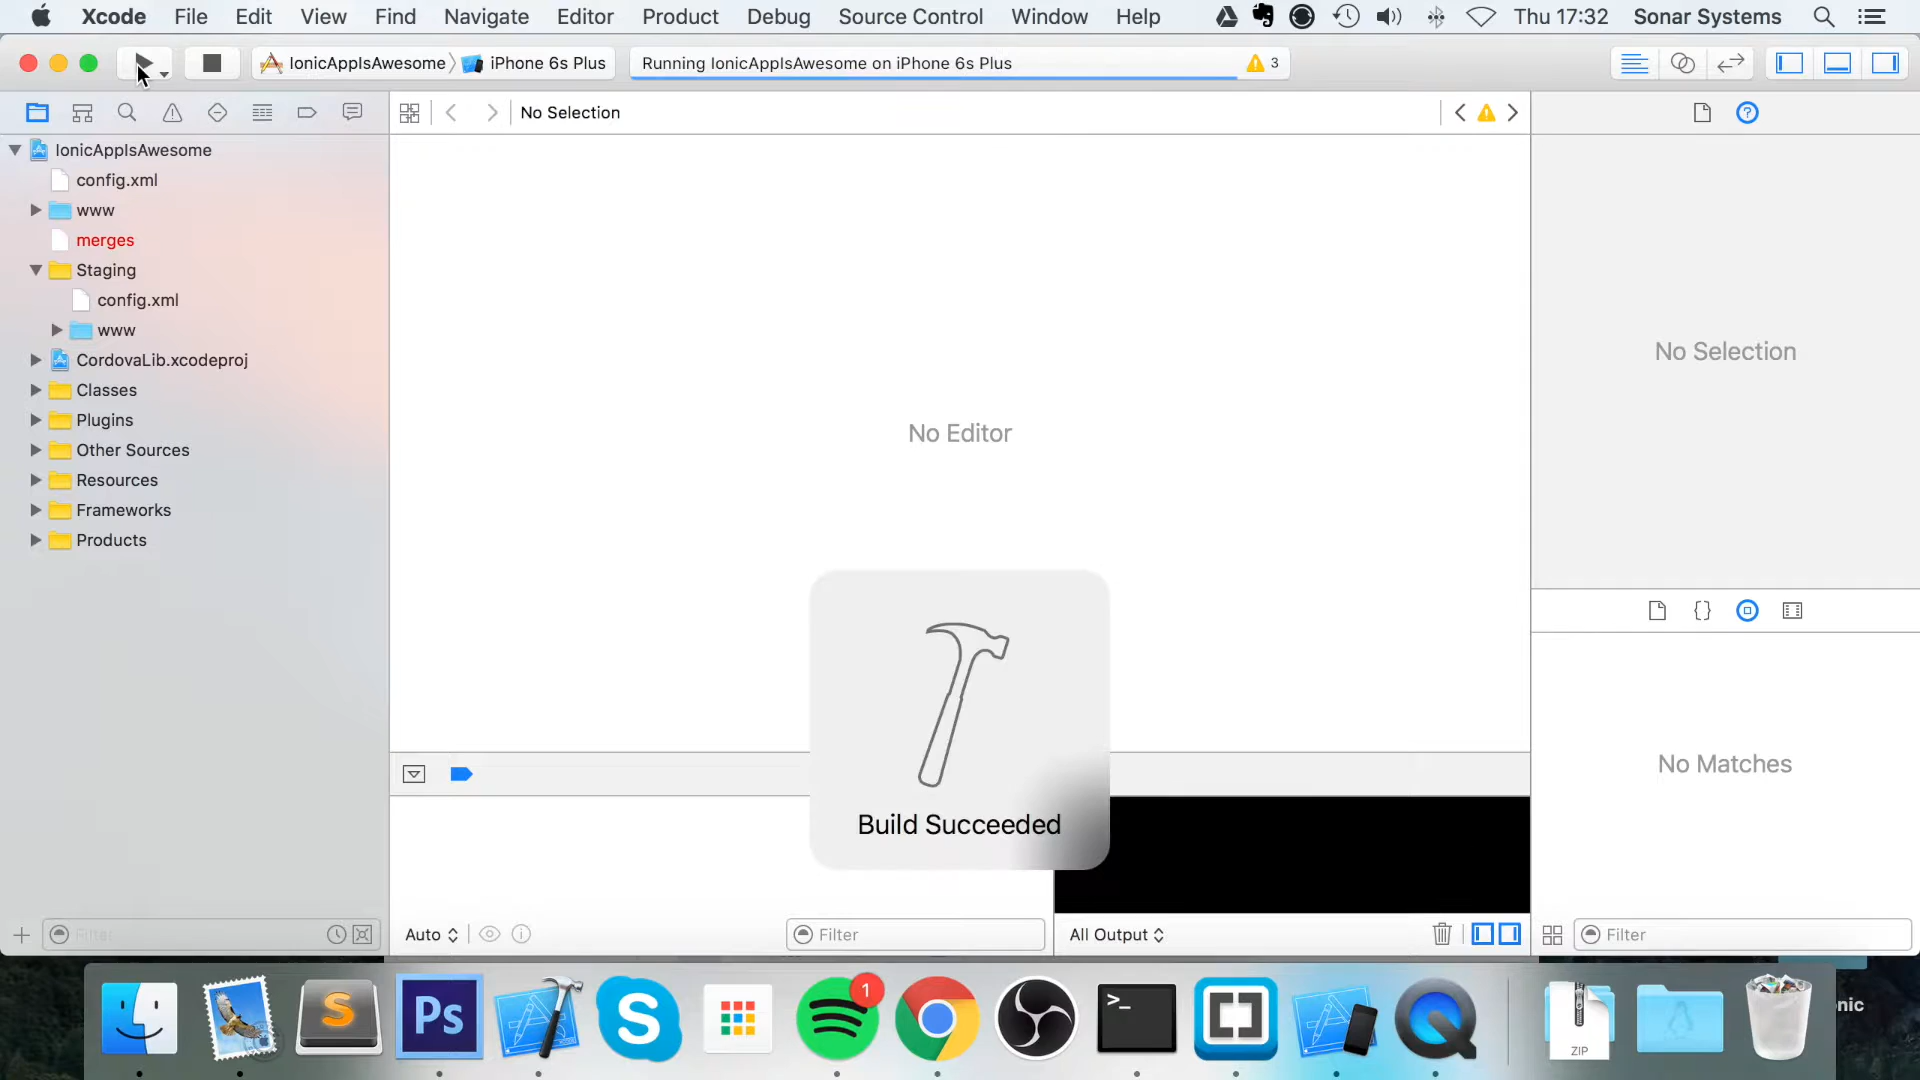 Xcode File Edit View Find Navigate Editor Product Debug Source Control Window Help Thu 17:32 Sonar Systems
IonicAppIsAwesome iPhone 6s Plus Running IonicAppIsAwesome on iPhone 6s Plus 3
No Selection
IonicAppIsAwesome
config.xml
www
merges
Staging
config.xml
www
CordovaLib.xcodeproj
Classes
Plugins
Other Sources
Resources
Frameworks
Products
No Editor
No Selection
No Matches
Build Succeeded
Filter
Auto
Filter
All Output
Filter
S
Ps
S
1
>_
ZIP
nic